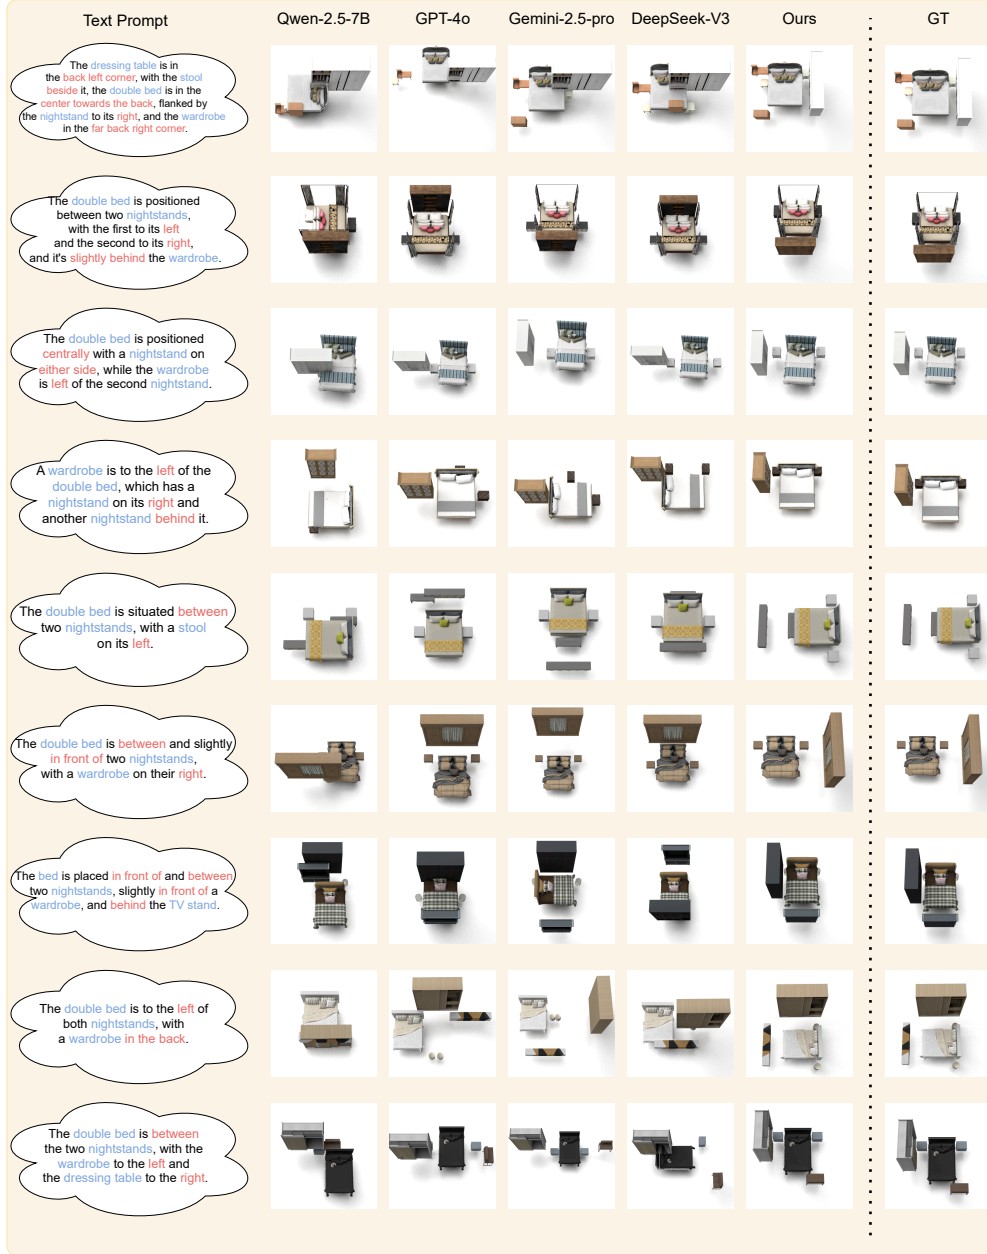 Text Prompt Qwen-2.5-7B GPT-4o Gemini-2.5-pro DeepSeek-V3 Ours GT
The dressing table is in
the back left corner, with the stool
beside it, the double bed is in the
center towards the back, flanked by
the nightstand to its right, and the wardrobe
in the far back right corner.
The double bed is positioned
between two nightstands,
with the first to its left
and the second to its right,
and it's slightly behind the wardrobe.
The double bed is positioned
centrally with a nightstand on
either side, while the wardrobe
is left of the second nightstand.
A wardrobe is to the left of the
double bed, which has a
nightstand on its right and
another nightstand behind it.
The double bed is situated between
two nightstands, with a stool
on its left.
The double bed is between and slightly
in front of two nightstands,
with a wardrobe on their right.
The bed is placed in front of and between
two nightstands, slightly in front of a
wardrobe, and behind the TV stand.
The double bed is to the left of
both nightstands, with
a wardrobe in the back.
The double bed is between
the two nightstands, with the
wardrobe to the left and
the dressing table to the right.